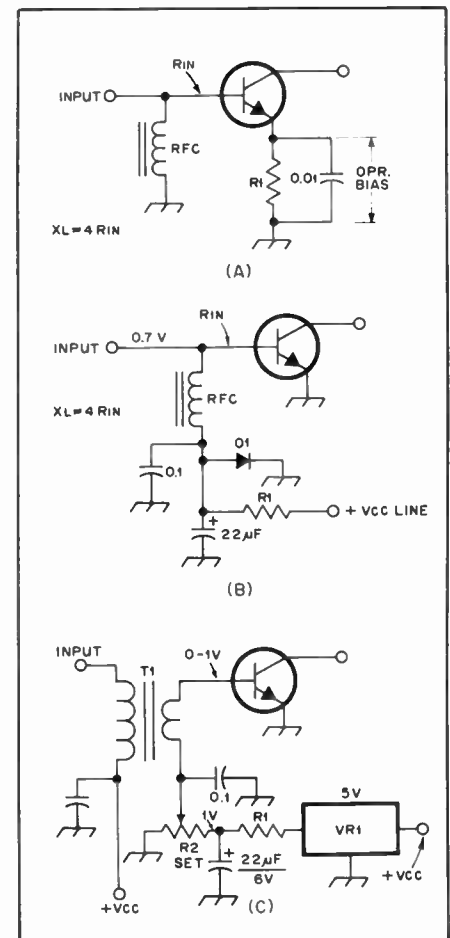 RIN
INPUT
RFC
R1
0.01
OPR.
BIAS
XL=4 RIN
(A)
RIN
0.7 V
INPUT
XL=4 RIN
RFC
0.1
D1
R1
+ VCC LINE
+
22µF
(B)
INPUT
T1
0-1V
0.1
5V
1V
R1
VR1
R2
SET
+
22µF
6V
+VCC
+VCC
(C)